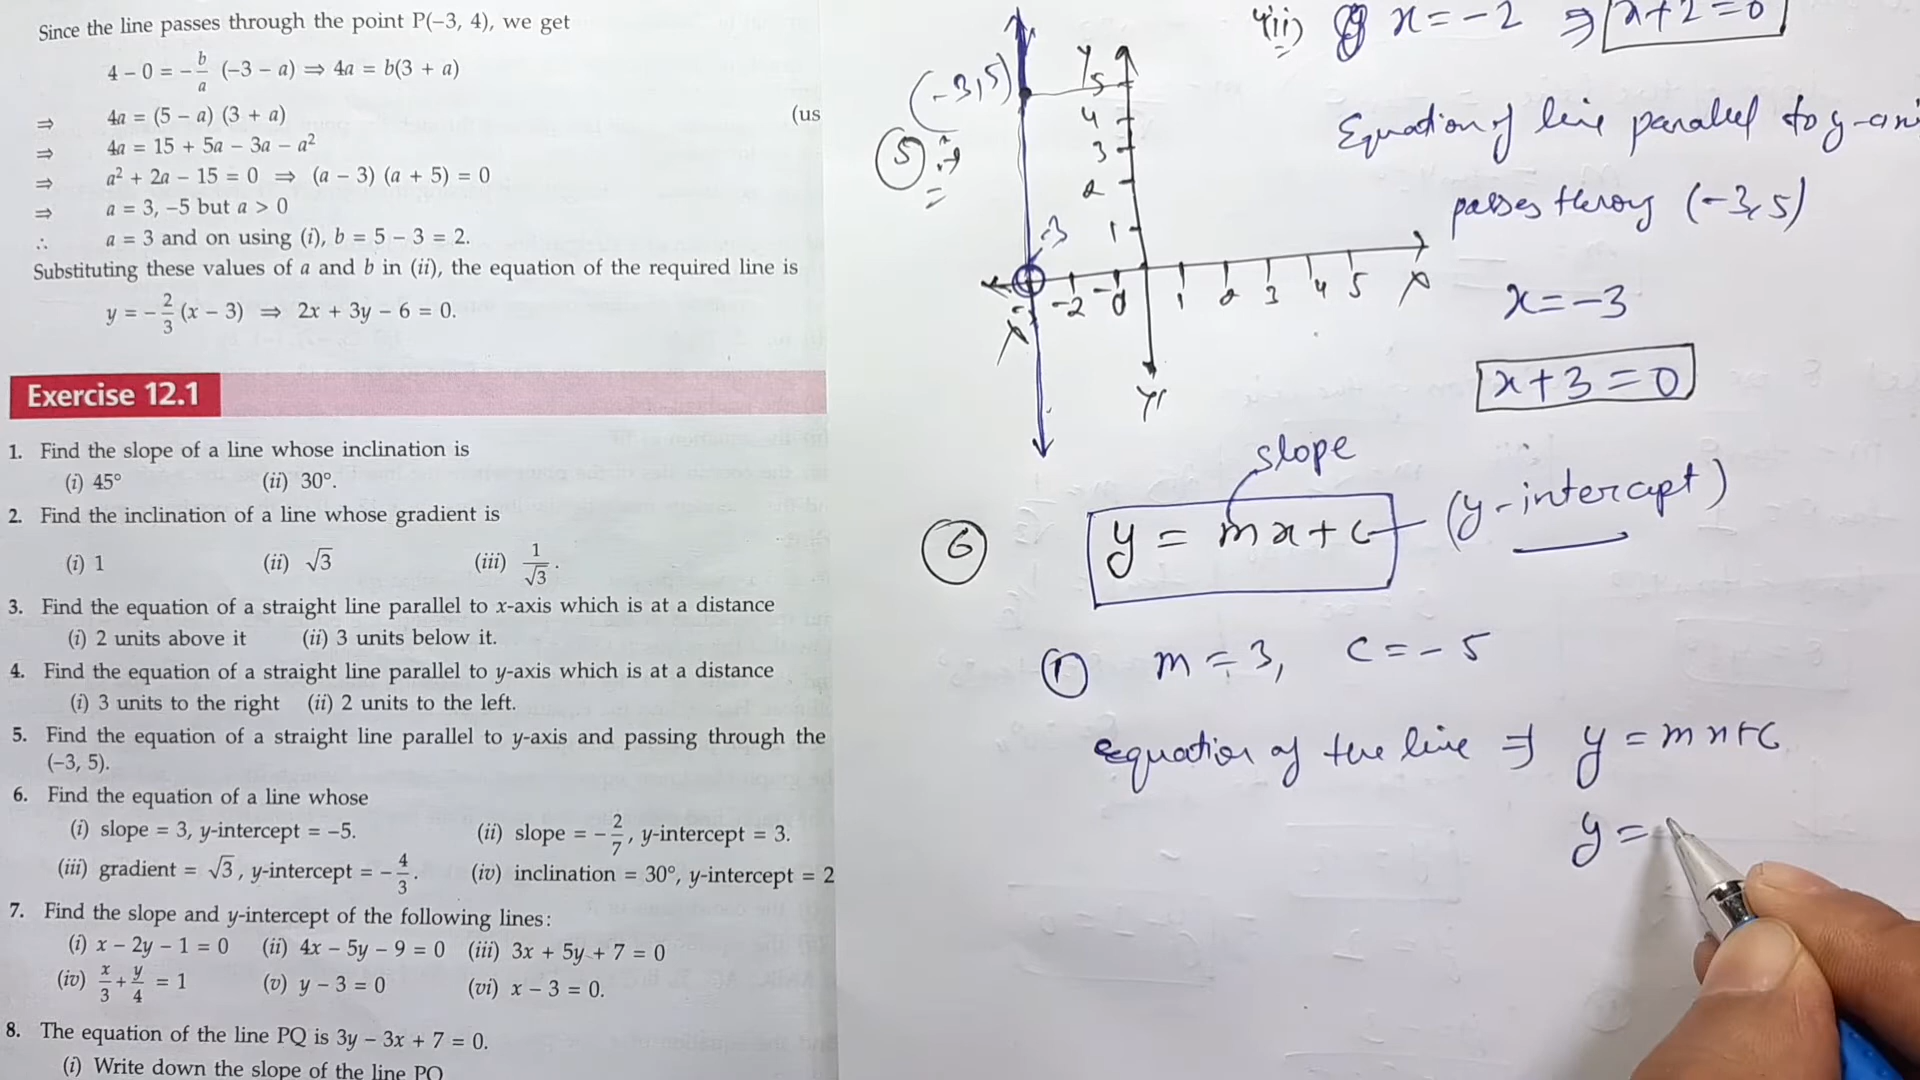 Since the line passes through the point P(−3, 4), we get
4 − 0 = −b/a (−3 − a) ⇒ 4a = b(3 + a)
⇒ 4a = (5 − a) (3 + a) (us
⇒ 4a = 15 + 5a − 3a − a²
⇒ a² + 2a − 15 = 0 ⇒ (a − 3) (a + 5) = 0
⇒ a = 3, −5 but a > 0
∴ a = 3 and on using (i), b = 5 − 3 = 2.
Substituting these values of a and b in (ii), the equation of the required line is
y = −2/3 (x − 3) ⇒ 2x + 3y − 6 = 0.
Exercise 12.1
1. Find the slope of a line whose inclination is
(i) 45° (ii) 30°.
2. Find the inclination of a line whose gradient is
(i) 1 (ii) √3 (iii) 1/√3.
3. Find the equation of a straight line parallel to x-axis which is at a distance
(i) 2 units above it (ii) 3 units below it.
4. Find the equation of a straight line parallel to y-axis which is at a distance
(i) 3 units to the right (ii) 2 units to the left.
5. Find the equation of a straight line parallel to y-axis and passing through the
(−3, 5).
6. Find the equation of a line whose
(i) slope = 3, y-intercept = −5. (ii) slope = −2/7, y-intercept = 3.
(iii) gradient = √3, y-intercept = −4/3. (iv) inclination = 30°, y-intercept = 2
7. Find the slope and y-intercept of the following lines:
(i) x − 2y − 1 = 0 (ii) 4x − 5y − 9 = 0 (iii) 3x + 5y + 7 = 0
(iv) x/3 + y/4 = 1 (v) y − 3 = 0 (vi) x − 3 = 0.
8. The equation of the line PQ is 3y − 3x + 7 = 0.
(i) Write down the slope of the line PQ
(ii) x = −2 ⇒ x + 2 = 0
Equation of line parallel to y-axi
passes throug (−3, 5)
x = −3
x + 3 = 0
(−3, 5)
5
Y
5
4
3
2
1
-3
-2 1 2 3 4 5 X
Y'
slope
6 y = mx + c (y-intercept)
1 m = 3, c = −5
equation of the line ⇒ y = mx+c
y =